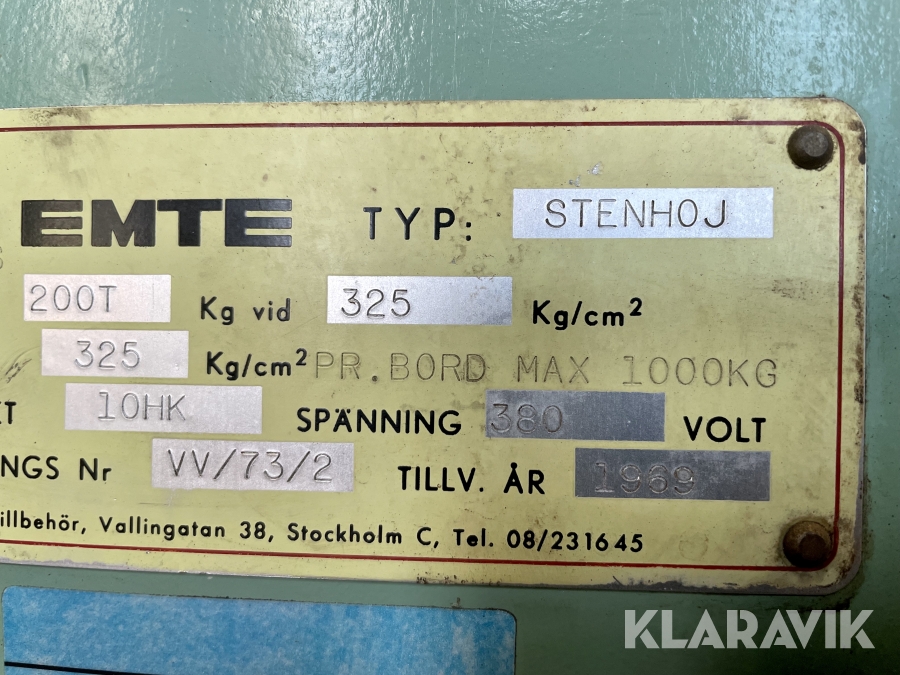 EMTE TYP: STENHOJ
200T Kg vid 325 Kg/cm²
325 Kg/cm² PR.BORD MAX 1000KG
10HK SPÄNNING 380 VOLT
NGS Nr VV/73/2 TILLV. ÅR 1969
illbehör, Vallingatan 38, Stockholm C, Tel. 08/231645
KLARAVIK